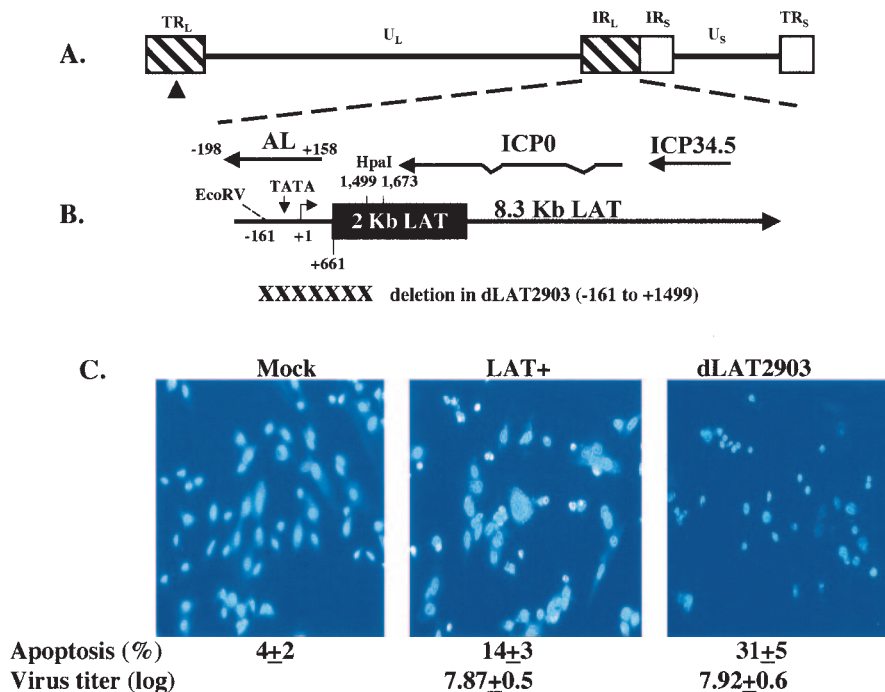 TRL UL IRL IRS US TRS
A.
-198 AL +158 ICP0 ICP34.5
HpaI
EcoRV TATA 1,499 1,673
B. 2 Kb LAT 8.3 Kb LAT
-161 +1
+661
XXXXXXX deletion in dLAT2903 (-161 to +1499)
C. Mock LAT+ dLAT2903
Apoptosis (%) 4±2 14±3 31±5
Virus titer (log) 7.87±0.5 7.92±0.6